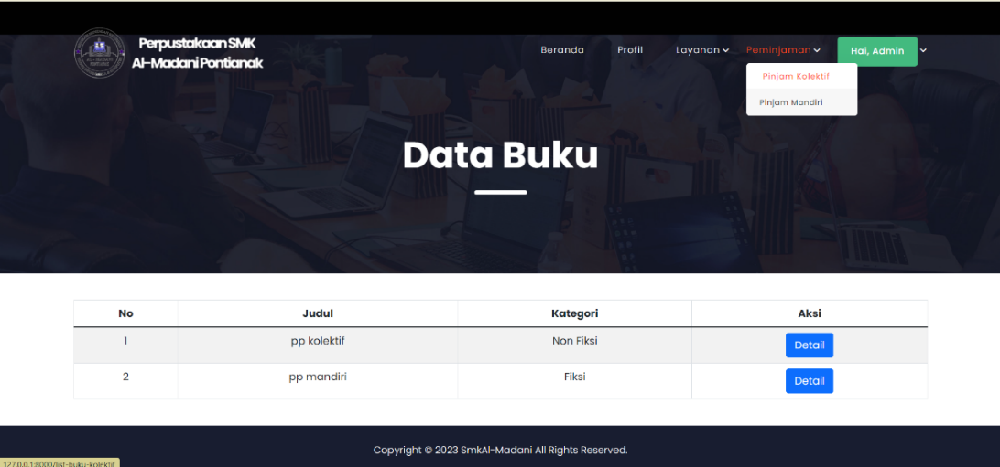 Perpustakaan SMK
Al-Madani Pontianak
Beranda Profil Layanan Peminjaman Hai, Admin
Pinjam Kolektif
Pinjam Mandiri
Data Buku
No Judul Kategori Aksi
1 pp kolektif Non Fiksi Detail
2 pp mandiri Fiksi Detail
Copyright © 2023 SmkAl-Madani All Rights Reserved.
127.0.0.1:8000/list-buku-kolektif